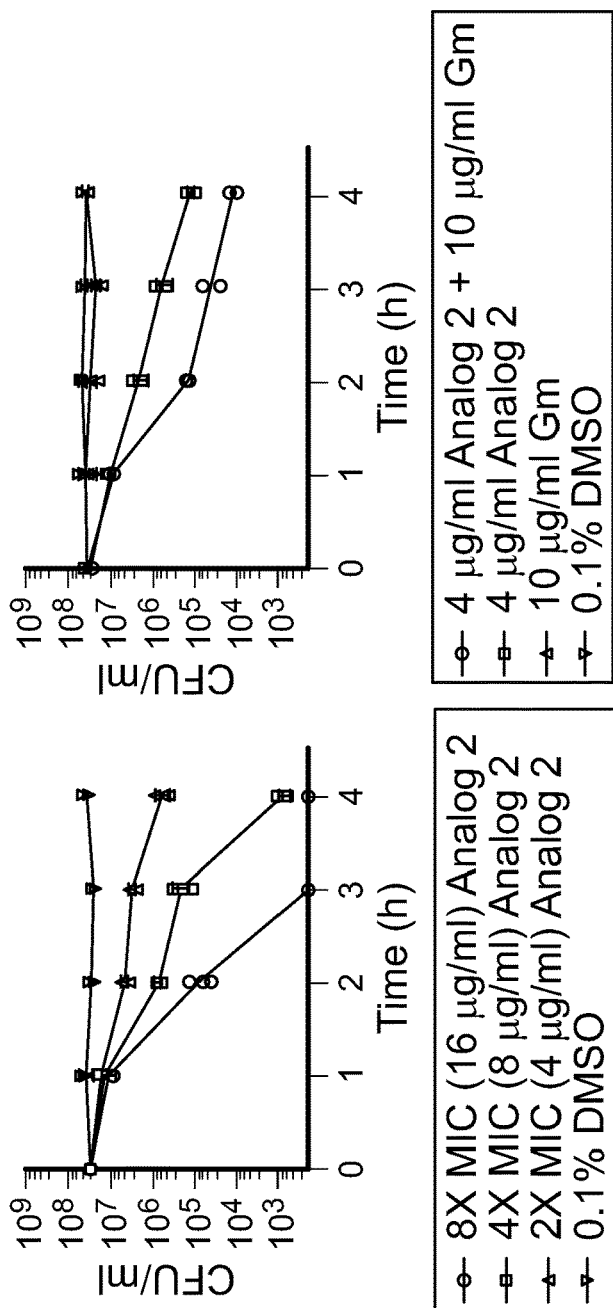 CFU/ml
10⁹
10⁸
10⁷
10⁶
10⁵
10⁴
10³
0 1 2 3 4
Time (h)
8X MIC (16 µg/ml) Analog 2
4X MIC (8 µg/ml) Analog 2
2X MIC (4 µg/ml) Analog 2
0.1% DMSO
CFU/ml
10⁹
10⁸
10⁷
10⁶
10⁵
10⁴
10³
0 1 2 3 4
Time (h)
4 µg/ml Analog 2 + 10 µg/ml Gm
4 µg/ml Analog 2
10 µg/ml Gm
0.1% DMSO